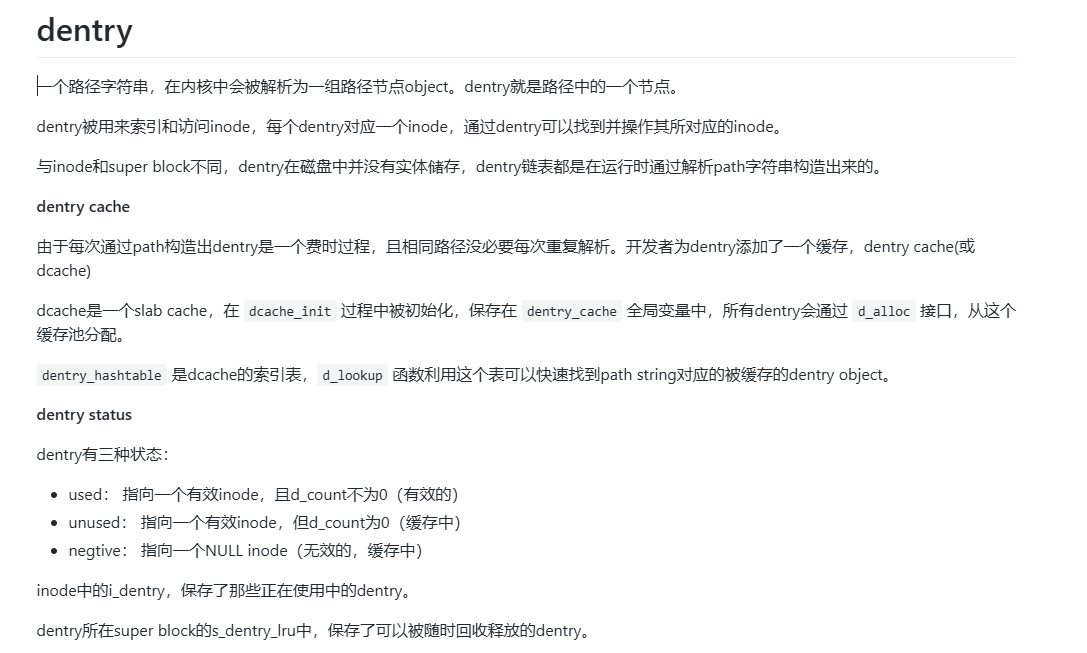 dentry
一个路径字符串，在内核中会被解析为一组路径节点object。dentry就是路径中的一个节点。
dentry被用来索引和访问inode，每个dentry对应一个inode，通过dentry可以找到并操作其所对应的inode。
与inode和super block不同，dentry在磁盘中并没有实体储存，dentry链表都是在运行时通过解析path字符串构造出来的。
dentry cache
由于每次通过path构造出dentry是一个费时过程，且相同路径没必要每次重复解析。开发者为dentry添加了一个缓存，dentry cache(或
dcache)
dcache是一个slab cache，在 dcache_init 过程中被初始化，保存在 dentry_cache 全局变量中，所有dentry会通过 d_alloc 接口，从这个
缓存池分配。
dentry_hashtable 是dcache的索引表， d_lookup 函数利用这个表可以快速找到path string对应的被缓存的dentry object。
dentry status
dentry有三种状态：
• used： 指向一个有效inode，且d_count不为0（有效的）
• unused： 指向一个有效inode，但d_count为0（缓存中）
• negtive： 指向一个NULL inode（无效的，缓存中）
inode中的i_dentry，保存了那些正在使用中的dentry。
dentry所在super block的s_dentry_lru中，保存了可以被随时回收释放的dentry。